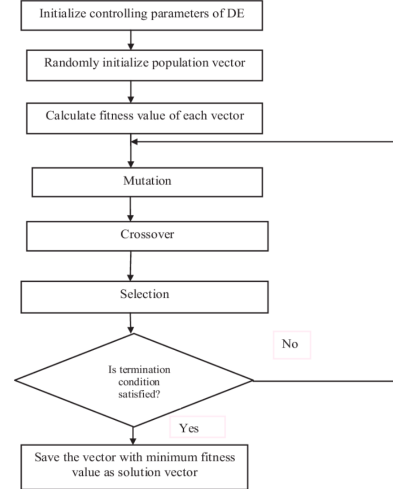 Initialize controlling parameters of DE
Randomly initialize population vector
Calculate fitness value of each vector
Mutation
Crossover
Selection
Is termination
condition
satisfied?
No
Yes
Save the vector with minimum fitness
value as solution vector